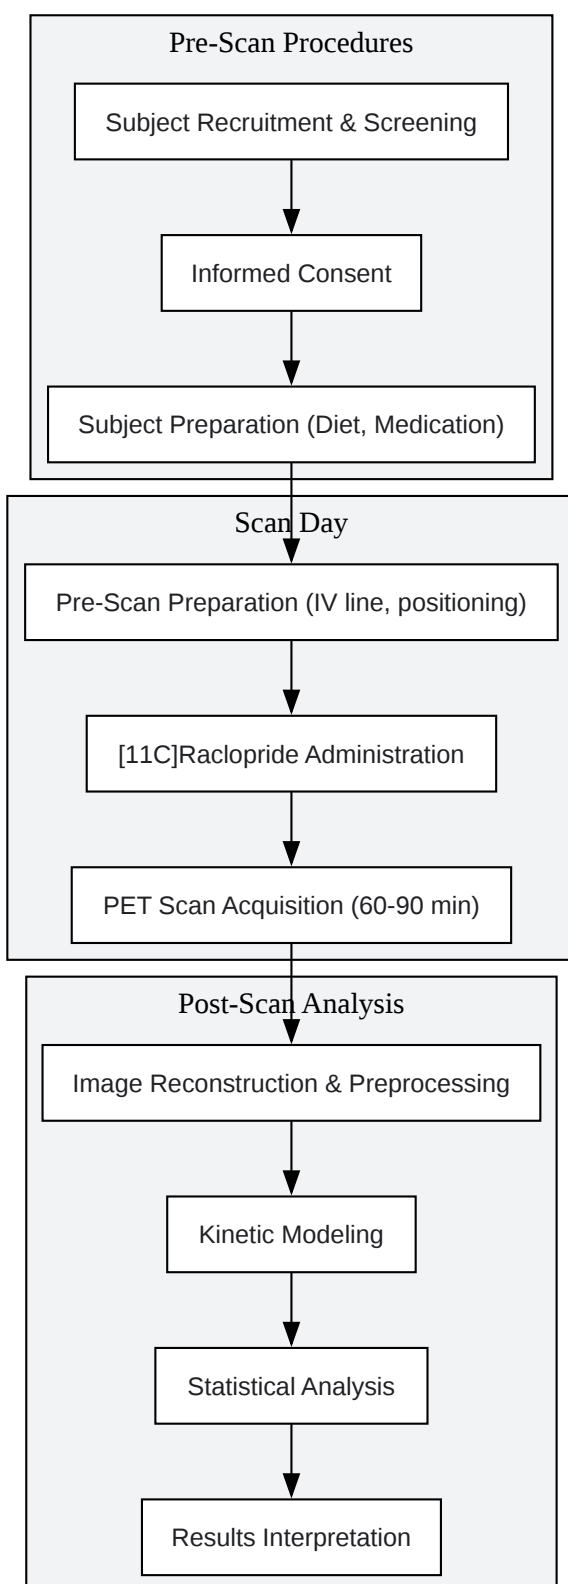 Pre-Scan Procedures
Subject Recruitment & Screening
Informed Consent
Subject Preparation (Diet, Medication)
Scan Day
Pre-Scan Preparation (IV line, positioning)
[11C]Raclopride Administration
PET Scan Acquisition (60-90 min)
Post-Scan Analysis
Image Reconstruction & Preprocessing
Kinetic Modeling
Statistical Analysis
Results Interpretation